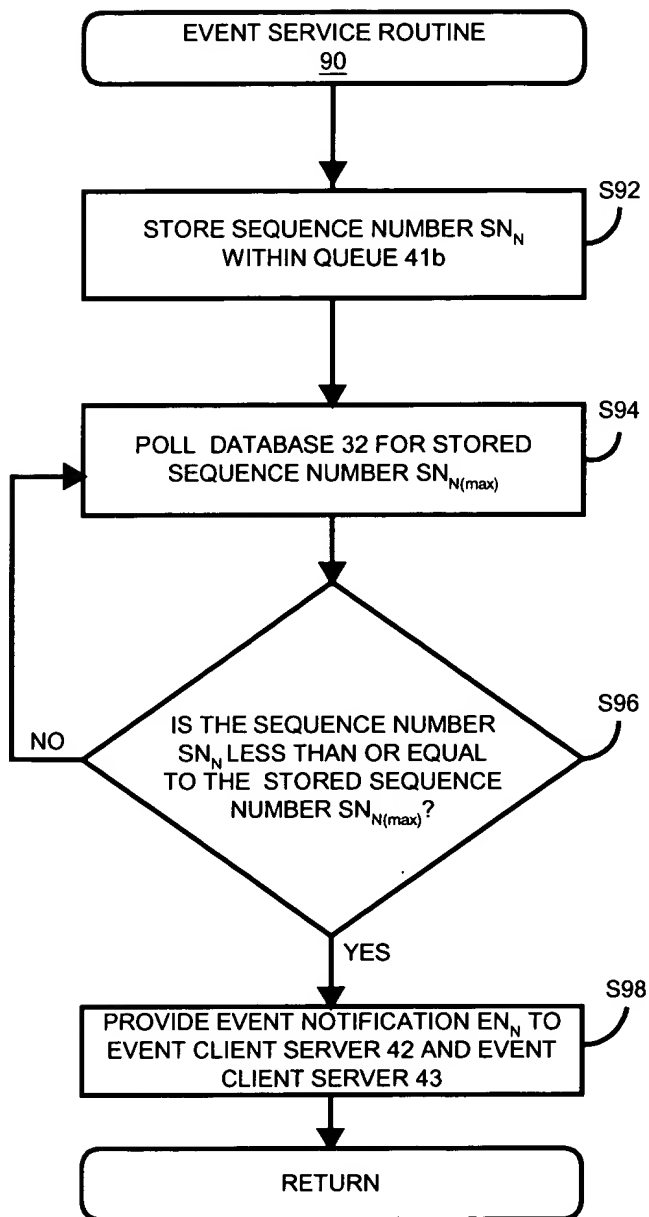 EVENT SERVICE ROUTINE
90
S92
STORE SEQUENCE NUMBER SN_N
WITHIN QUEUE 41b
S94
POLL DATABASE 32 FOR STORED
SEQUENCE NUMBER SN_N(max)
S96
IS THE SEQUENCE NUMBER
SN_N LESS THAN OR EQUAL
TO THE STORED SEQUENCE
NUMBER SN_N(max)?
NO
YES
S98
PROVIDE EVENT NOTIFICATION EN_N TO
EVENT CLIENT SERVER 42 AND EVENT
CLIENT SERVER 43
RETURN